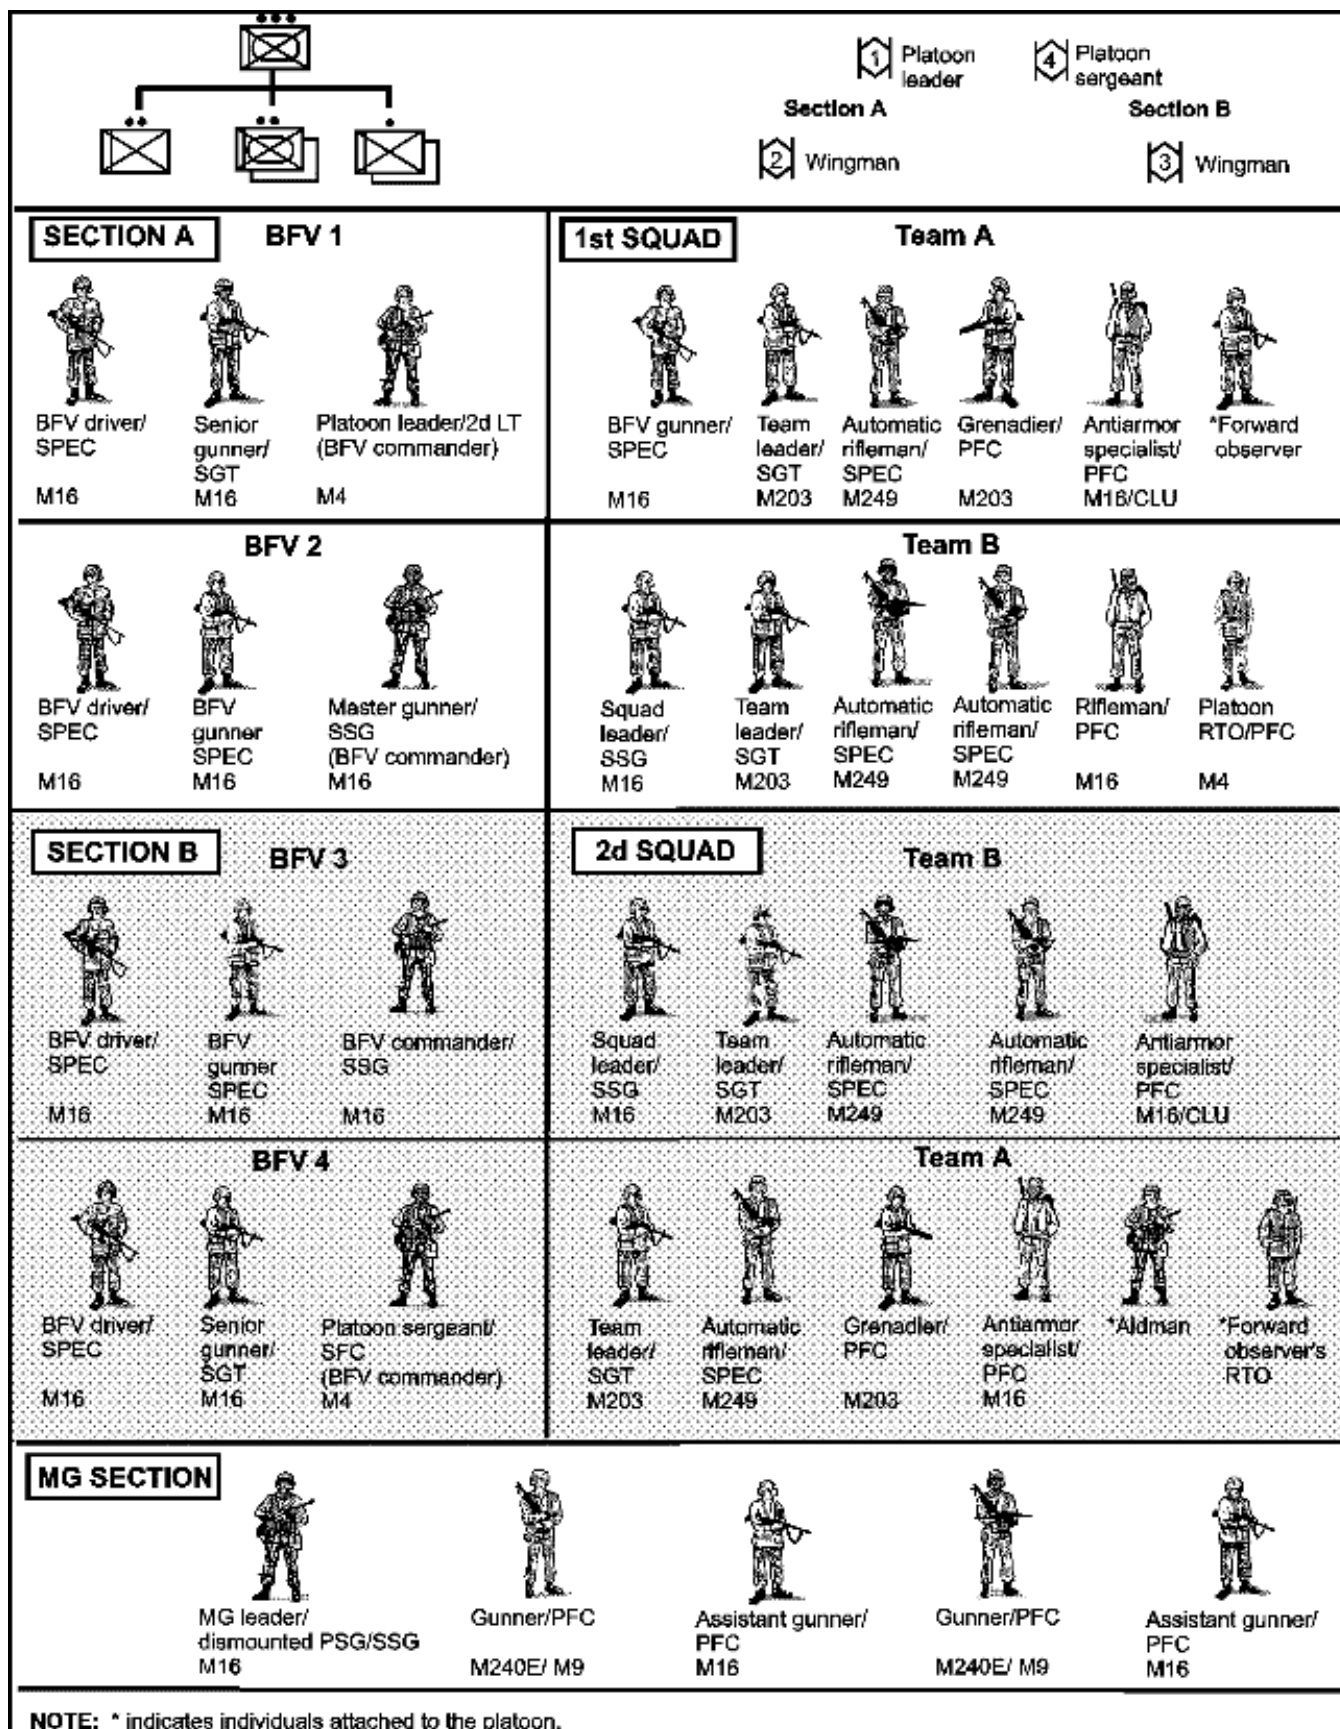 1 Platoon leader
4 Platoon sergeant
Section A
Section B
2 Wingman
3 Wingman
SECTION A
BFV 1
BFV driver/
SPEC
M16
Senior
gunner/
SGT
M16
Platoon leader/2d LT
(BFV commander)
M4
1st SQUAD
Team A
BFV gunner/
SPEC
M16
Team
leader/
SGT
M203
Automatic
rifleman/
SPEC
M249
Grenadier/
PFC
M203
Antiarmor
specialist/
PFC
M16/CLU
*Forward
observer
BFV 2
BFV driver/
SPEC
M16
BFV
gunner
SPEC
M16
Master gunner/
SSG
(BFV commander)
M16
Team B
Squad
leader/
SSG
M16
Team
leader/
SGT
M203
Automatic
rifleman/
SPEC
M249
Automatic
rifleman/
SPEC
M249
Rifleman/
PFC
M16
Platoon
RTO/PFC
M4
SECTION B
BFV 3
BFV driver/
SPEC
M16
BFV
gunner
SPEC
M16
BFV commander/
SSG
M16
2d SQUAD
Team B
Squad
leader/
SSG
M16
Team
leader/
SGT
M203
Automatic
rifleman/
SPEC
M249
Automatic
rifleman/
SPEC
M249
Antiarmor
specialist/
PFC
M16/CLU
BFV 4
BFV driver/
SPEC
M16
Senior
gunner/
SGT
M16
Platoon sergeant/
SFC
(BFV commander)
M4
Team A
Team
leader/
SGT
M203
Automatic
rifleman/
SPEC
M249
Grenadier/
PFC
M203
Antiarmor
specialist/
PFC
M16
*Aidman
*Forward
observer's
RTO
MG SECTION
MG leader/
dismounted PSG/SSG
M16
Gunner/PFC
M240E/ M9
Assistant gunner/
PFC
M16
Gunner/PFC
M240E/ M9
Assistant gunner/
PFC
M16
NOTE: * indicates individuals attached to the platoon.